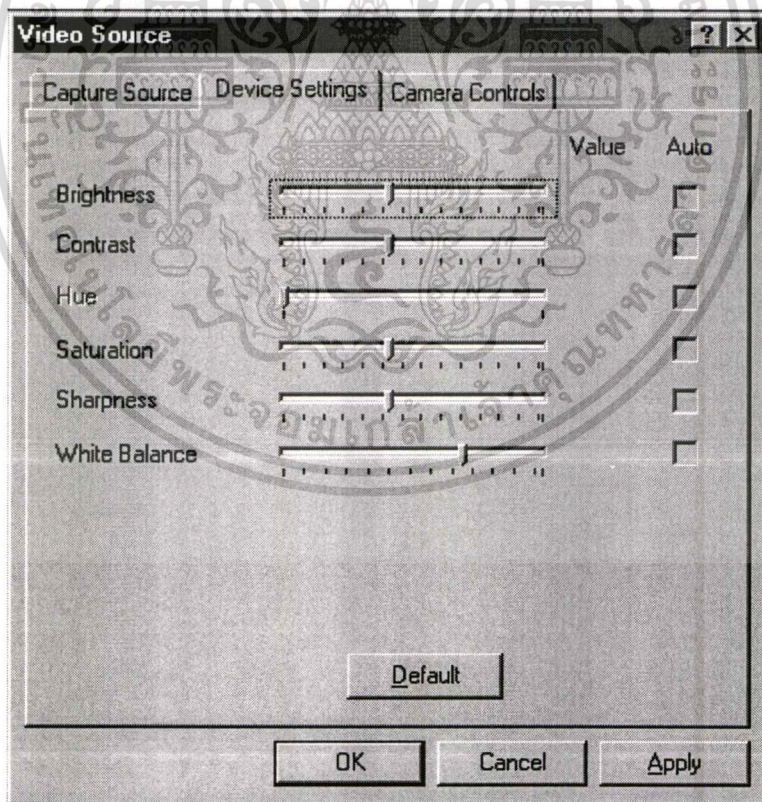 Video Source
Capture Source Device Settings Camera Controls
Value Auto
Brightness
Contrast
Hue
Saturation
Sharpness
White Balance
Default
OK Cancel Apply